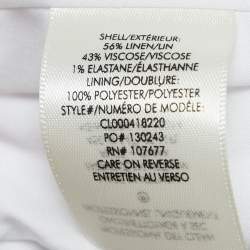 SHELL/EXTÉRIEUR:
56% LINEN/LIN
43% VISCOSE/VISCOSE
1% ELASTANE/ÉLASTHANNE
LINING/DOUBLURE:
100% POLYESTER/POLYESTER
STYLE#/NUMÉRO DE MODÈLE:
CL000418220
PO# 130243
RN# 107677
CARE ON REVERSE
ENTRETIEN AU VERSO